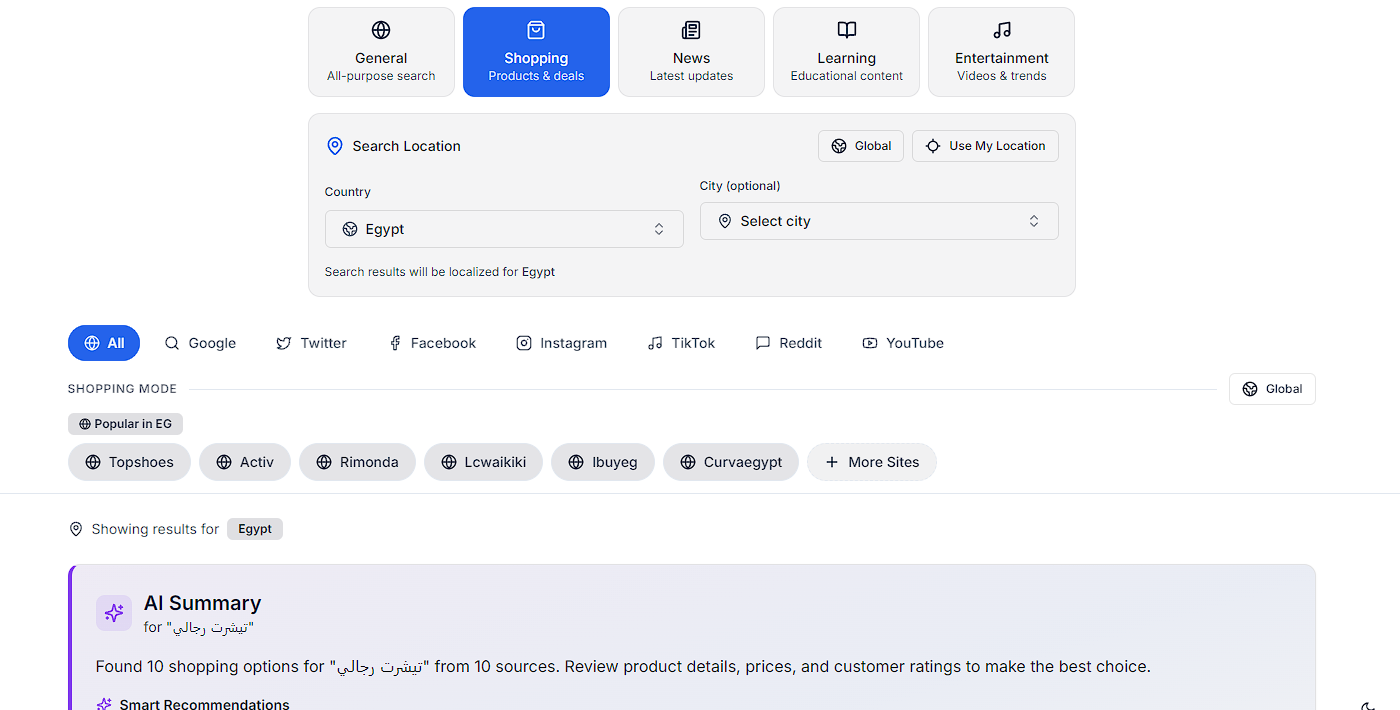 General
All-purpose search
Shopping
Products & deals
News
Latest updates
Learning
Educational content
Entertainment
Videos & trends
Search Location
Global
Use My Location
Country
City (optional)
Egypt
Select city
Search results will be localized for Egypt
All
Google
Twitter
Facebook
Instagram
TikTok
Reddit
YouTube
SHOPPING MODE
Global
Popular in EG
Topshoes
Activ
Rimonda
Lcwaikiki
Ibuyeg
Curvaegypt
More Sites
Showing results for Egypt
AI Summary
for "تيشرت رجالي"
Found 10 shopping options for "تيشرت رجالي" from 10 sources. Review product details, prices, and customer ratings to make the best choice.
Smart Recommendations